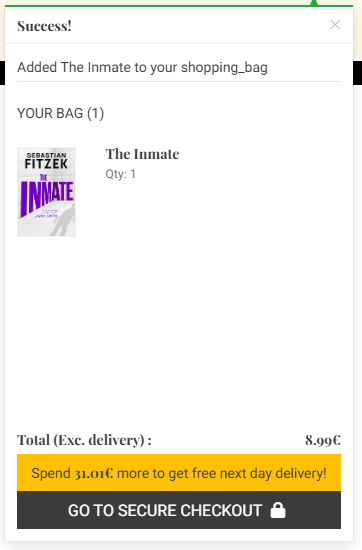 Success!
Added The Inmate to your shopping_bag
YOUR BAG (1)
SEBASTIAN
FITZEK
THE
INMATE
The Inmate
Qty: 1
Total (Exc. delivery) :
8.99€
Spend 31.01€ more to get free next day delivery!
GO TO SECURE CHECKOUT